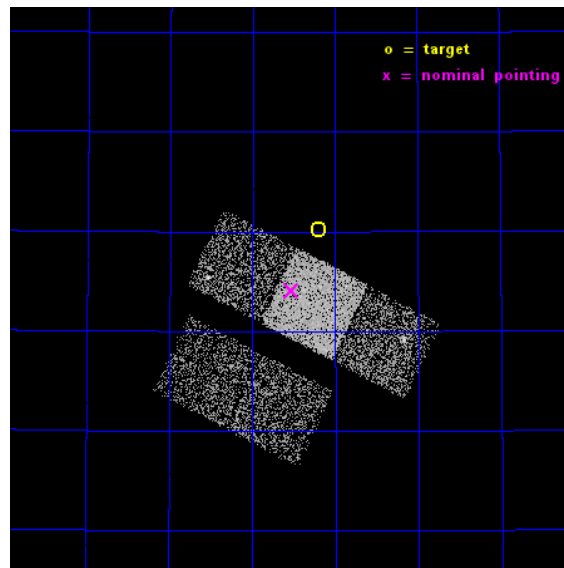 o = target
x = nominal pointing